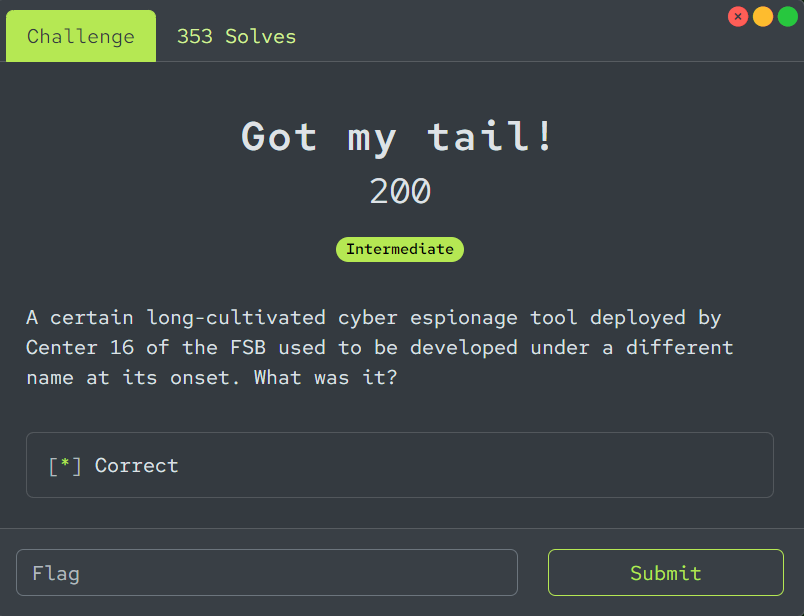 Challenge
353 Solves
Got my tail!
200
Intermediate
A certain long-cultivated cyber espionage tool deployed by
Center 16 of the FSB used to be developed under a different
name at its onset. What was it?
[*] Correct
Flag
Submit